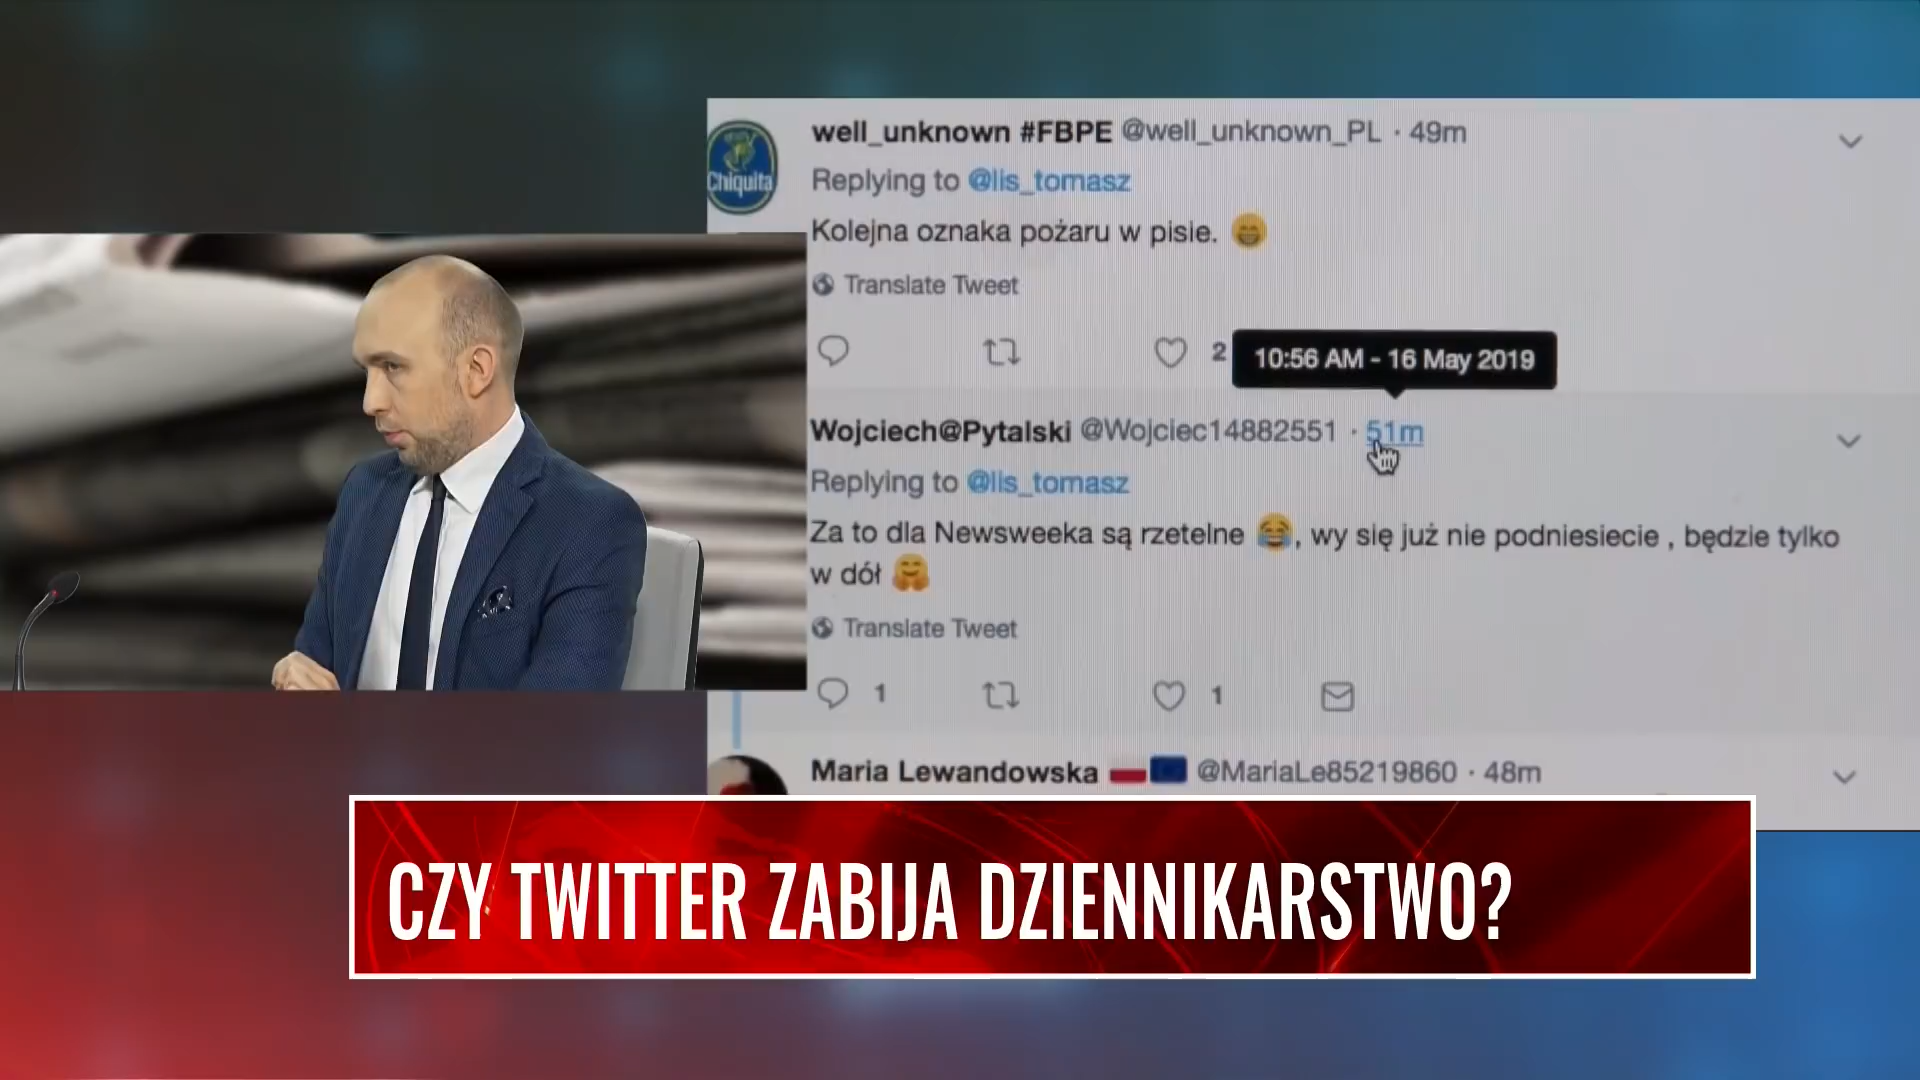 well_unknown #FBPE @well_unknown_PL · 49m
Chiquita
Replying to @lis_tomasz
Kolejna oznaka pożaru w pisie. 😁
Translate Tweet
2
10:56 AM - 16 May 2019
Wojciech@Pytalski @Wojciec14882551 · 51m
Replying to @lis_tomasz
Za to dla Newsweeka są rzetelne 😂, wy się już nie podniesiecie , będzie tylko
w dół 🤗
Translate Tweet
1 1
Maria Lewandowska 🇵🇱🇪🇺 @MariaLe85219860 · 48m
CZY TWITTER ZABIJA DZIENNIKARSTWO?